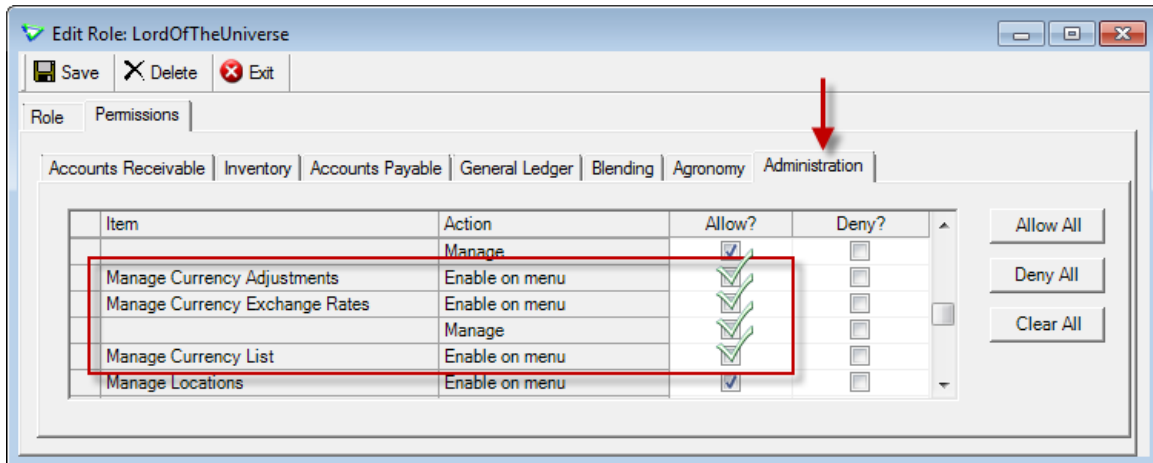 Edit Role: LordOfTheUniverse
Save Delete Exit
Role Permissions
Accounts Receivable Inventory Accounts Payable General Ledger Blending Agronomy Administration
Item Action Allow? Deny? Allow All
Manage
Manage Currency Adjustments Enable on menu Deny All
Manage Currency Exchange Rates Enable on menu
Manage Clear All
Manage Currency List Enable on menu
Manage Locations Enable on menu